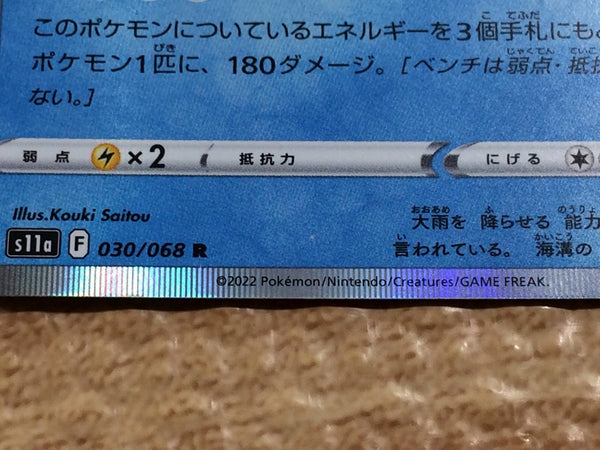 このポケモンについているエネルギーを3個手札にも
ポケモン1匹に、180ダメージ。[ベンチは弱点・抵抗
ない。]
弱点 ×2 抵抗力 にげる
Illus.Kouki Saitou
大雨を 降らせる 能力
s11a F 030/068 R
言われている。 海溝の
©2022 Pokémon/Nintendo/Creatures/GAME FREAK.